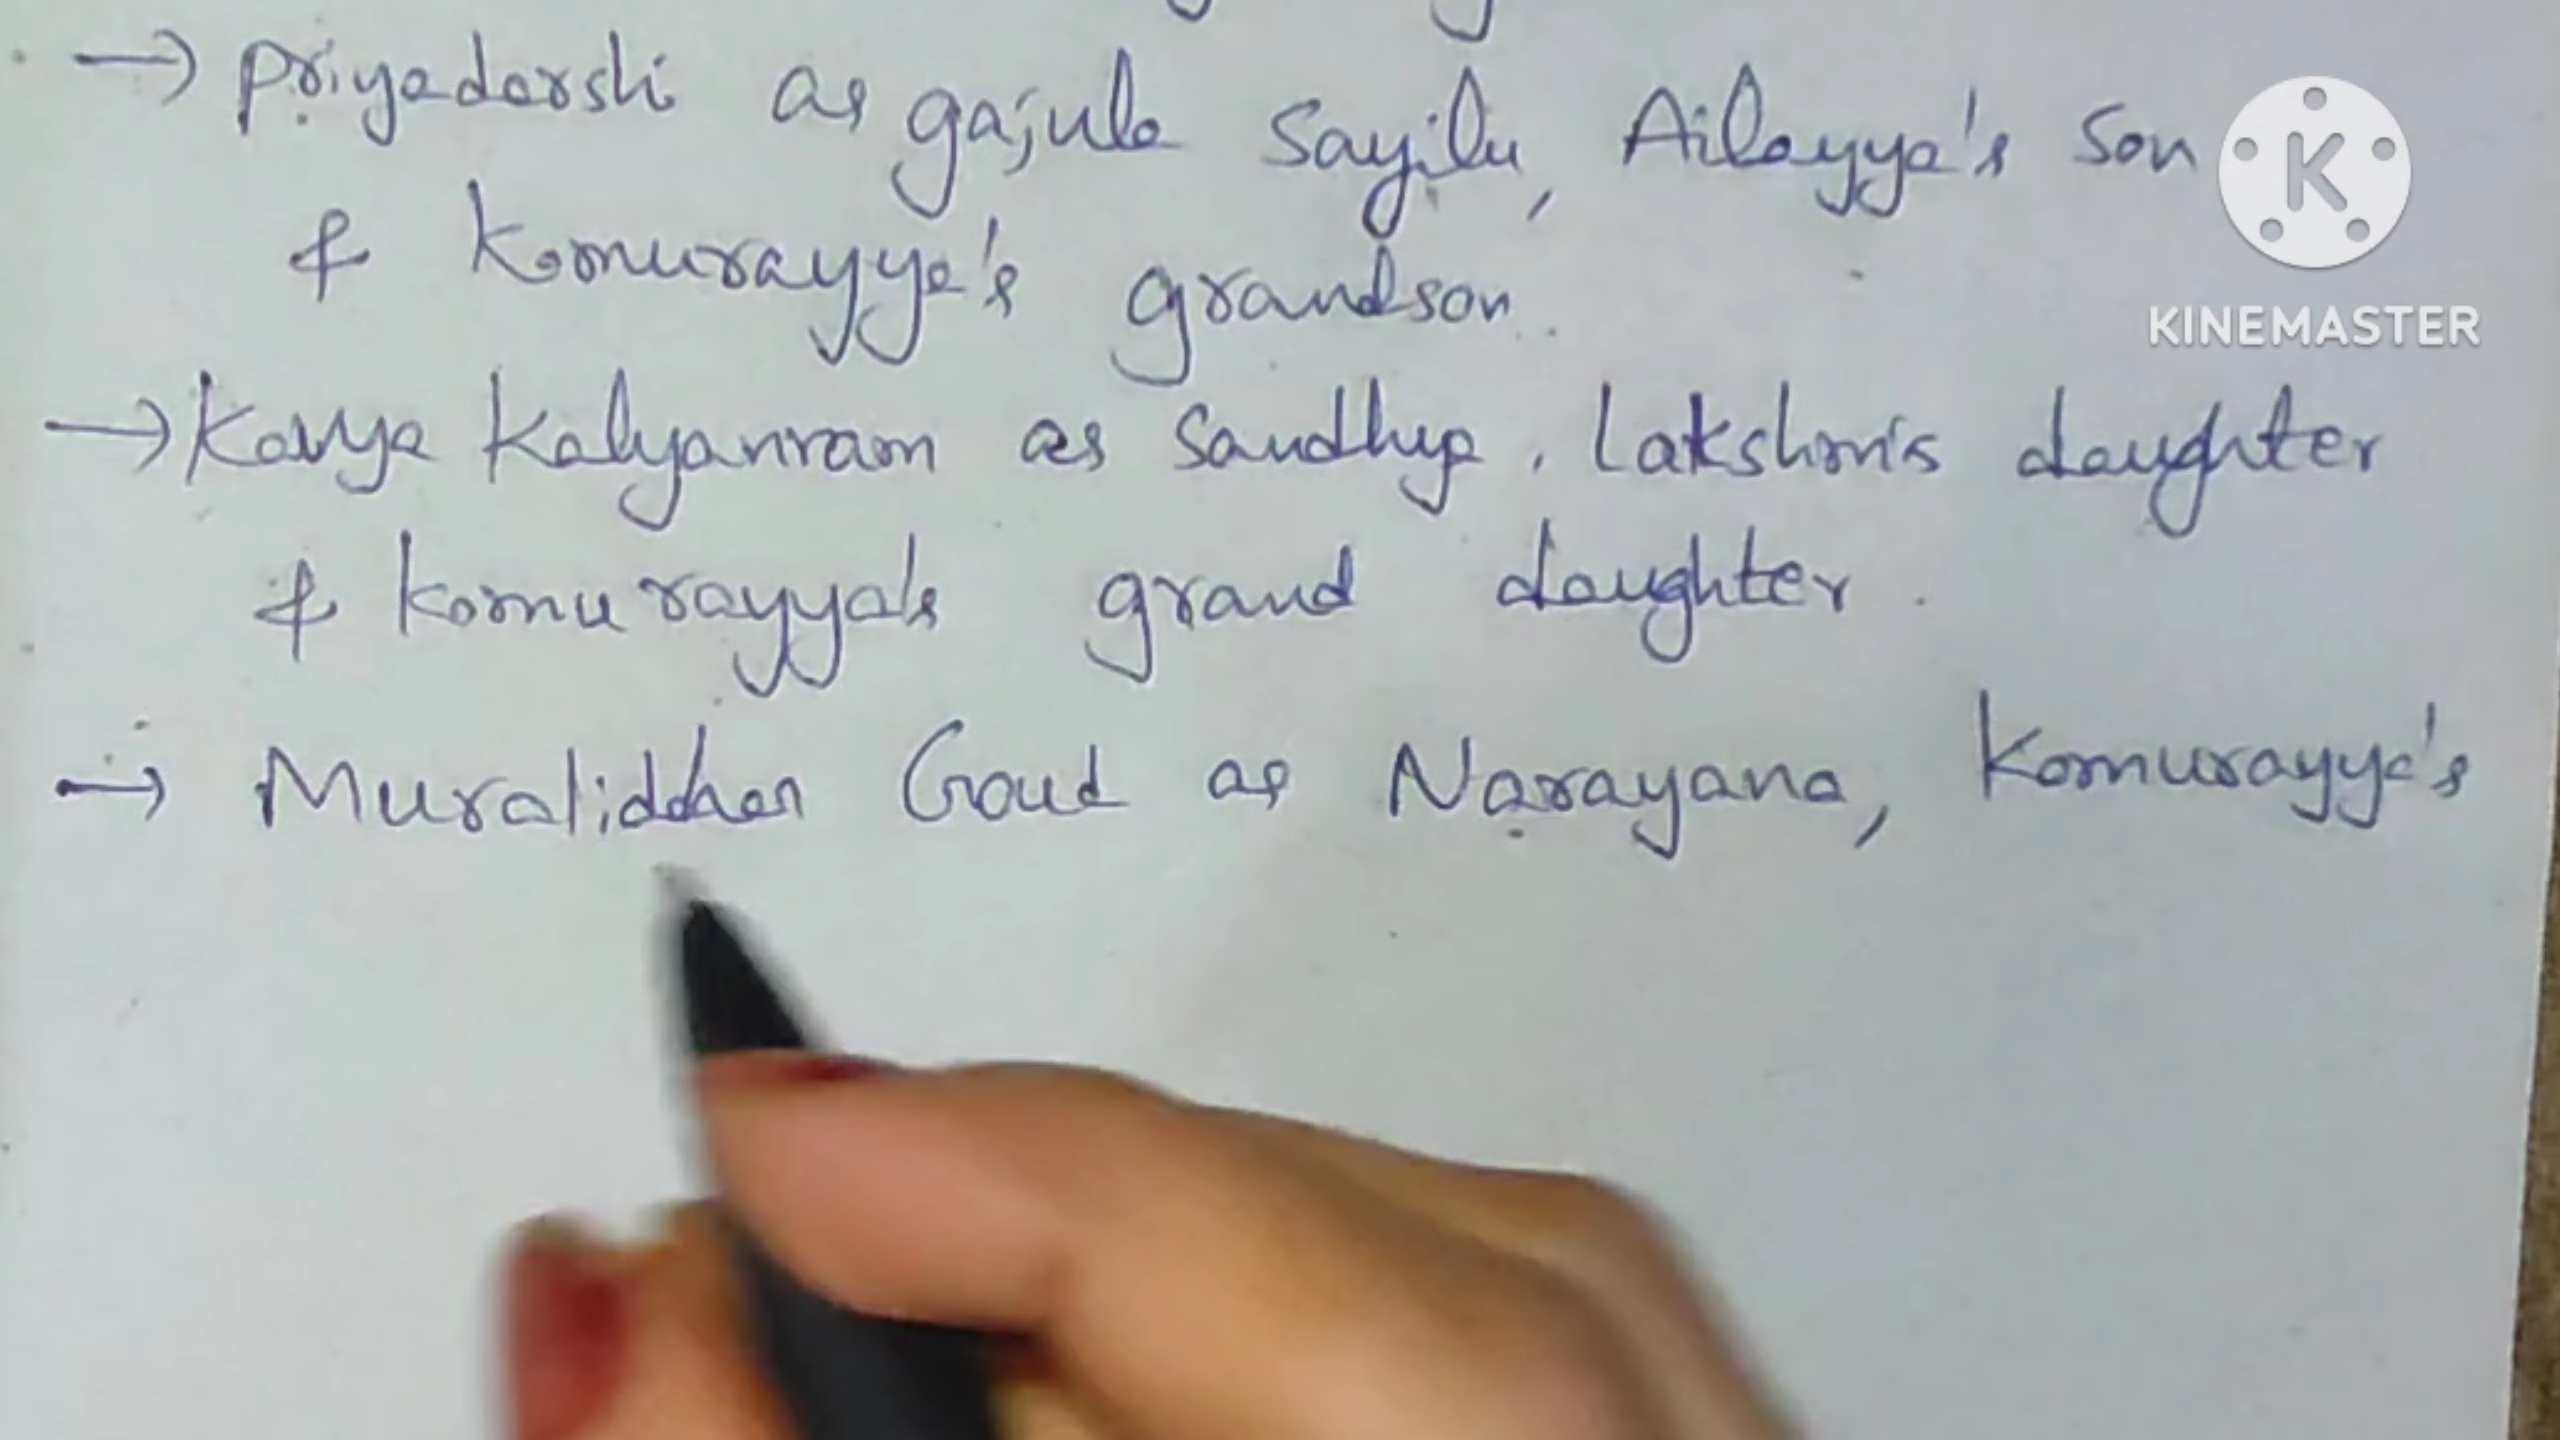 → Priyadarshi as gajula Sayilu, Ailayya's son
& Komurayya's grandson.
→ Kavya Kalyanram as Sandhya, Lakshmi's daughter
& Komurayya's grand daughter.
→ Muralidhar Goud as Narayana, Komurayya's
K
KINEMASTER